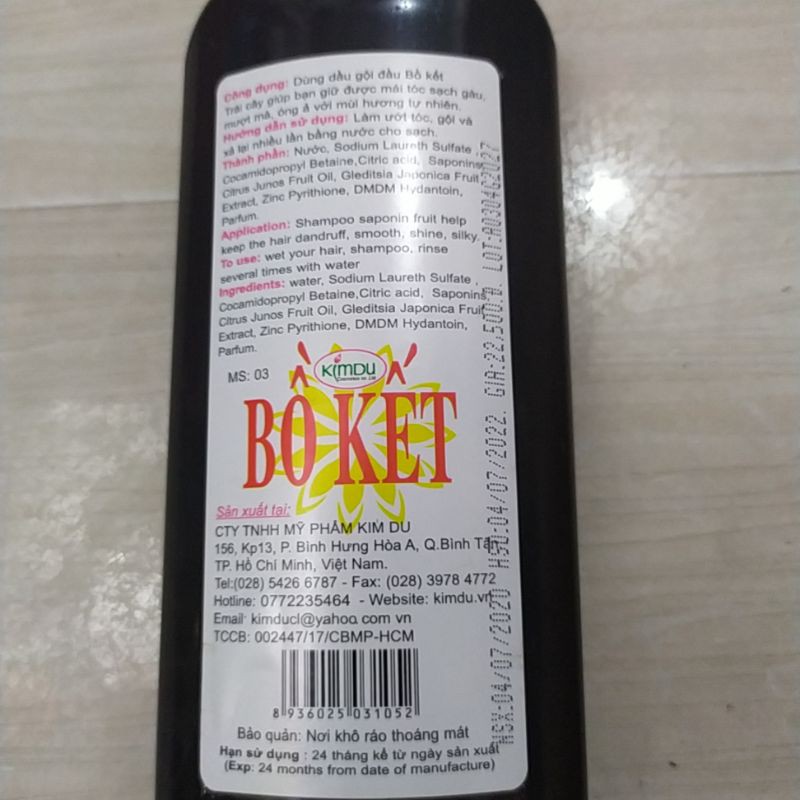 Công dụng: Dùng dầu gội đầu Bồ kết
Trái cây giúp bạn giữ được mái tóc sạch gàu,
mượt mà, óng ả với mùi hương tự nhiên.
Hướng dẫn sử dụng: Làm ướt tóc, gội và
xả lại nhiều lần bằng nước cho sạch.
Thành phần: Nước, Sodium Laureth Sulfate,
Cocamidopropyl Betaine,Citric acid, Saponins,
Citrus Junos Fruit Oil, Gleditsia Japonica Fruit
Extract, Zinc Pyrithione, DMDM Hydantoin,
Parfum.
Application: Shampoo saponin fruit help
keep the hair dandruff, smooth, shine, silky.
To use: wet your hair, shampoo, rinse
several times with water
Ingredients: water, Sodium Laureth Sulfate .
Cocamidopropyl Betaine,Citric acid, Saponins,
Citrus Junos Fruit Oil, Gleditsia Japonica Fruit
Extract, Zinc Pyrithione, DMDM Hydantoin,
Parfum.
MS: 03
KIMDU
Cosmetics co. Ltd
BỒ KẾT
Sản xuất tại:
CTY TNHH MỸ PHẨM KIM DU
156, Kp13, P. Bình Hưng Hòa A, Q.Bình Tân
TP. Hồ Chí Minh, Việt Nam.
Tel:(028) 5426 6787 - Fax: (028) 3978 4772
Hotline: 0772235464 - Website: kimdu.vn
Email: kimducl@yahoo.com.vn
TCCB: 002447/17/CBMP-HCM
8 936025 031052
Bảo quản: Nơi khô ráo thoáng mát
Hạn sử dụng : 24 tháng kể từ ngày sản xuất
(Exp: 24 months from date of manufacture)
NSX:04/07/2020 HSD:04/07/2022. GIA:22,500.Đ. LOT:A030462027